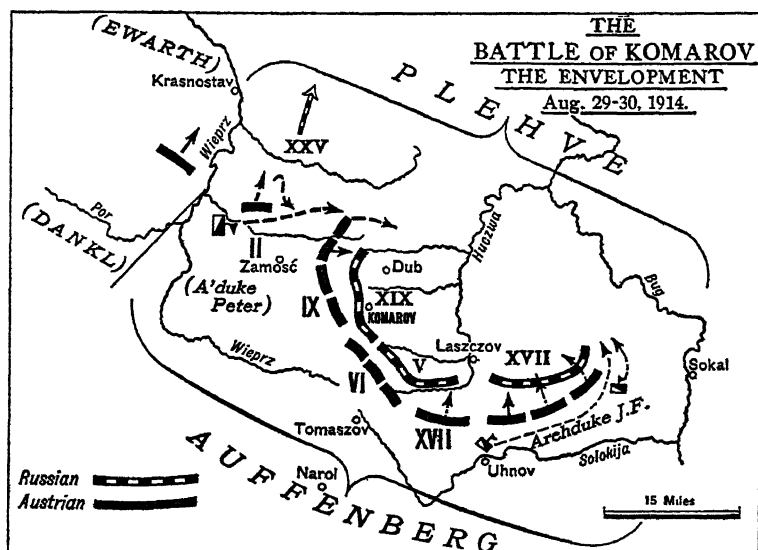 THE
BATTLE OF KOMAROV
THE ENVELOPMENT
Aug. 29-30, 1914.
(EWARTH)
Krasnostav
PLEHVE
Wieprz
XXV
Por
(DANKL)
II
Zamość
(A'duke
Peter)
IX
Dub
XIX
KOMAROV
Huczwa
Bug
Wieprz
VI
V
Laszczov
XVII
Sokal
XVII
Tomaszov
Archduke J.F.
Uhnov
Solokija
Narol
AUFFENBERG
Russian
Austrian
15 Miles